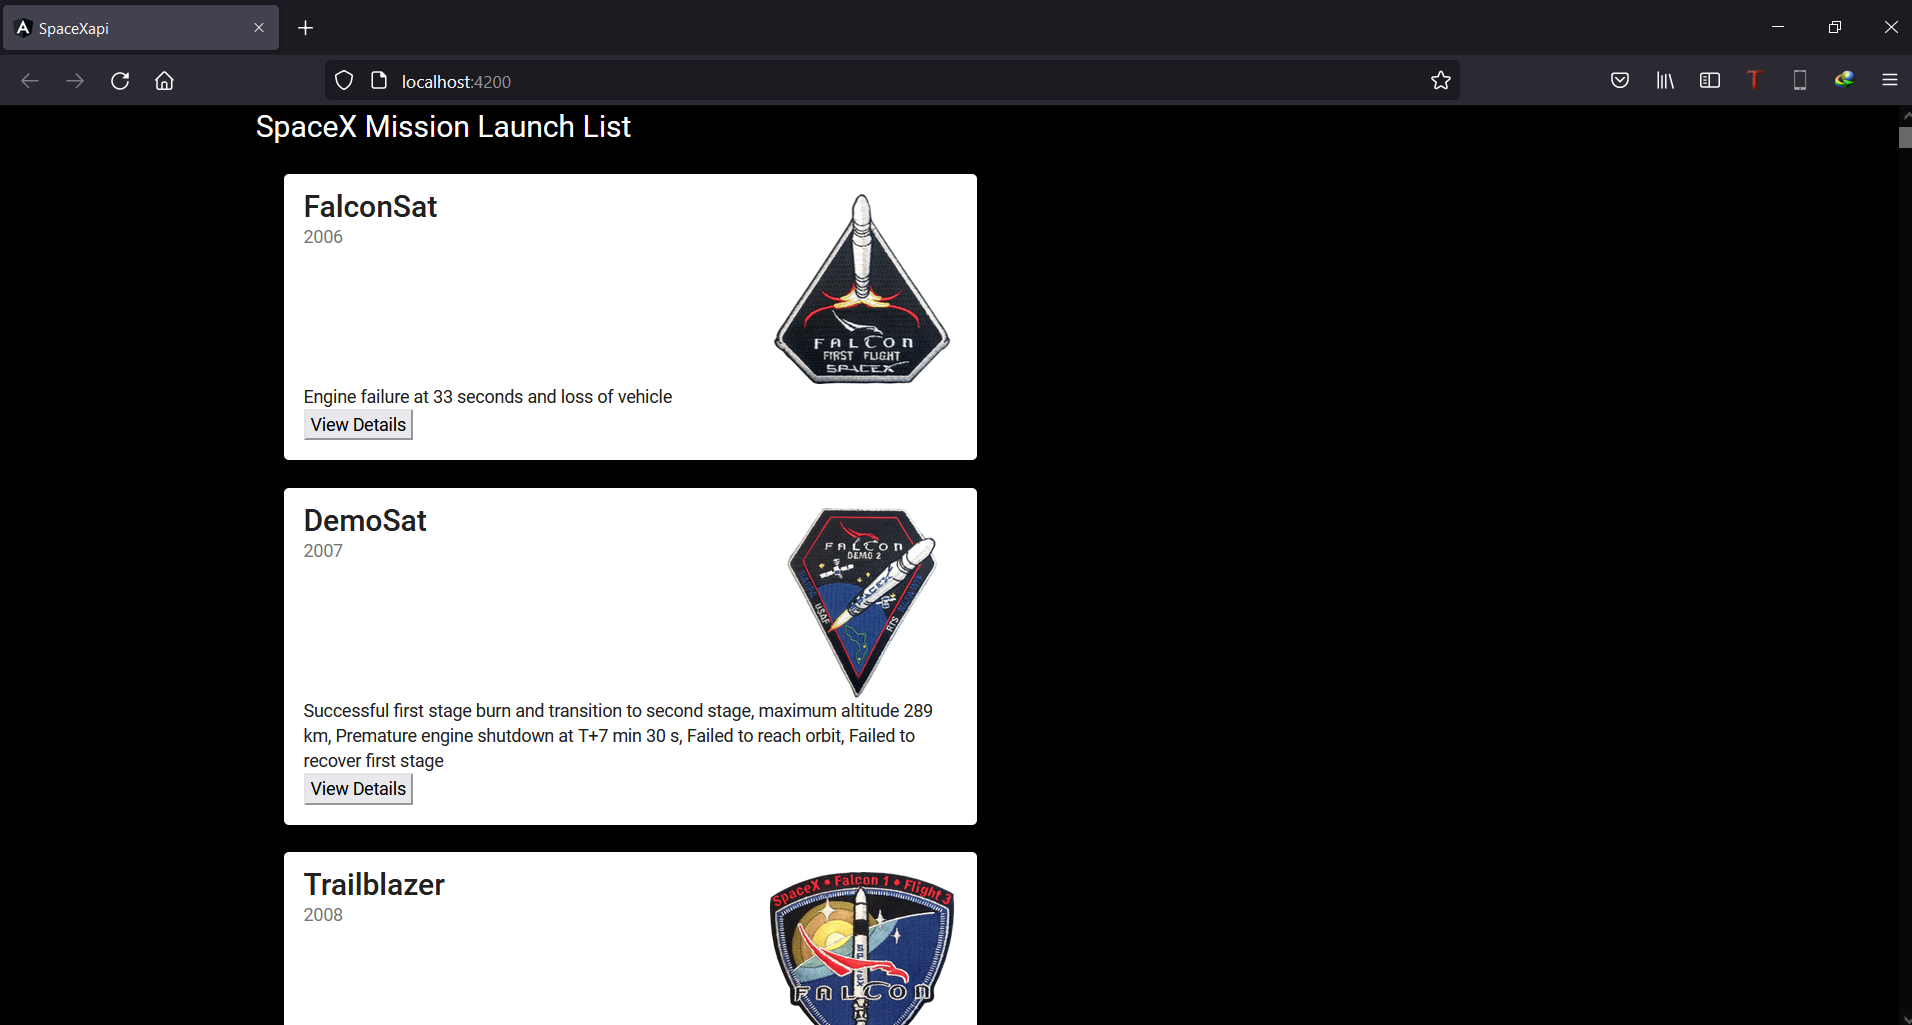 SpaceXapi
localhost:4200
SpaceX Mission Launch List
FalconSat
2006
FALCON
FIRST FLIGHT
SPACEX
Engine failure at 33 seconds and loss of vehicle
View Details
DemoSat
2007
FALCON
DEMO 2
SPACEX
USAF
RTS
Successful first stage burn and transition to second stage, maximum altitude 289
km, Premature engine shutdown at T+7 min 30 s, Failed to reach orbit, Failed to
recover first stage
View Details
Trailblazer
2008
SpaceX • Falcon 1 • Flight 3
SPACEX
FALCON